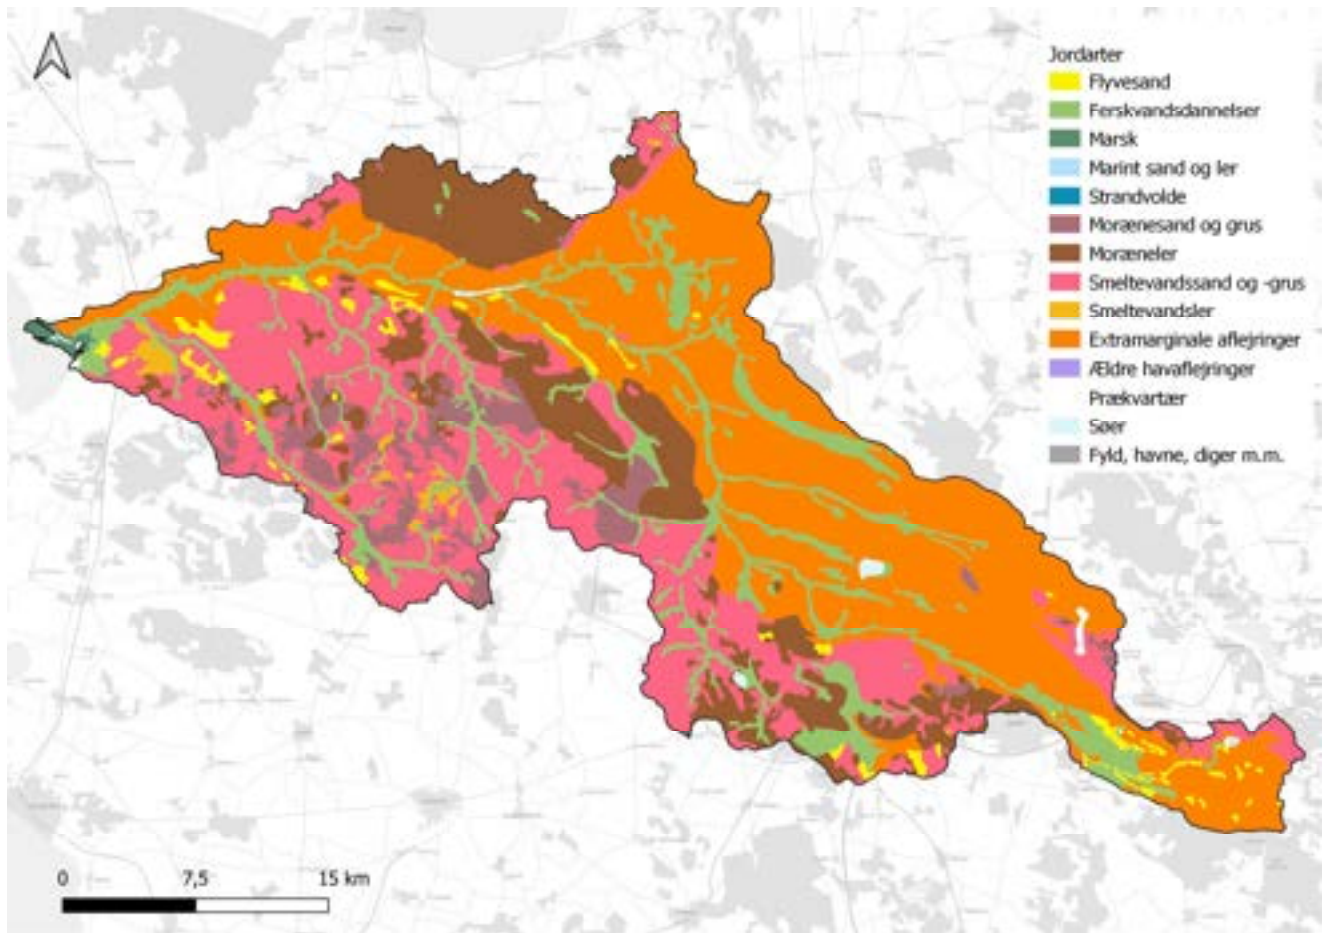 Jordarter
Flyvesand
Ferskvandsdannelser
Marsk
Marint sand og ler
Strandvolde
Morænesand og grus
Moræneler
Smeltevandssand og -grus
Smeltevandsler
Extramarginale aflejringer
Ældre havaflejringer
Prækvartær
Søer
Fyld, havne, diger m.m.
0 7,5 15 km